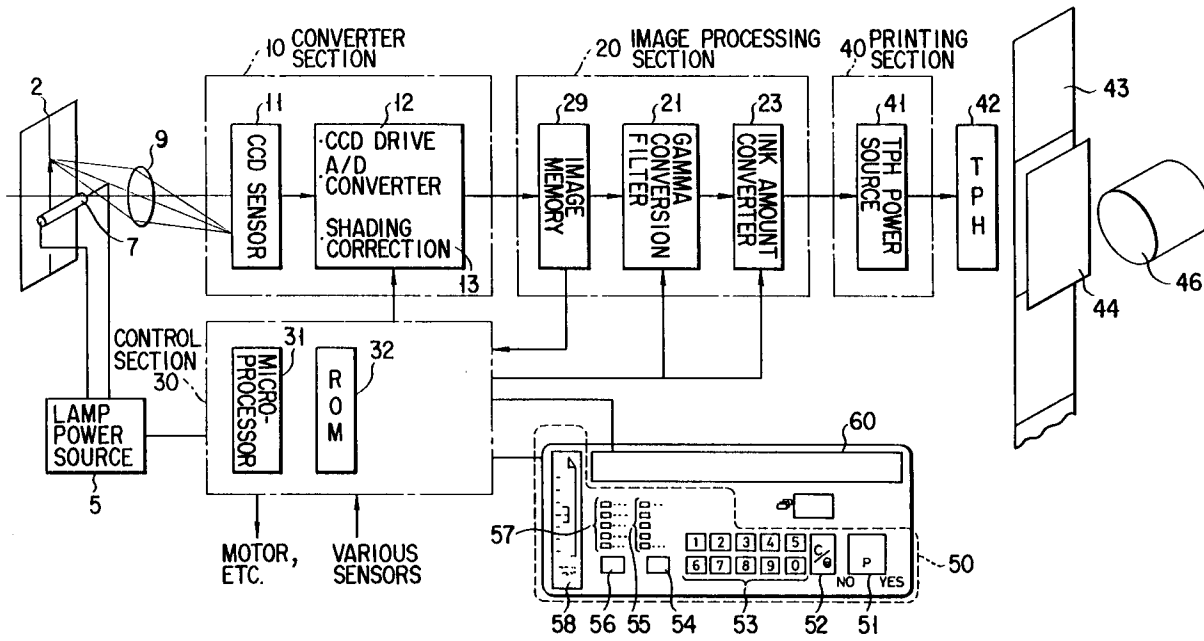 10 CONVERTER SECTION
20 IMAGE PROCESSING SECTION
40 PRINTING SECTION
2
9
7
11
CCD SENSOR
12
·CCD DRIVE
A/D
·CONVERTER
·SHADING
CORRECTION
13
29
IMAGE MEMORY
21
GAMMA CONVERSION FILTER
23
INK AMOUNT CONVERTER
41
TPH POWER SOURCE
42
TPH
43
44
46
CONTROL SECTION
30
31
MICRO-PROCESSOR
32
ROM
LAMP POWER SOURCE
5
MOTOR, ETC.
VARIOUS SENSORS
60
57
1 2 3 4 5
6 7 8 9 0
C/
P
NO YES
50
58 56 55 54 53 52 51